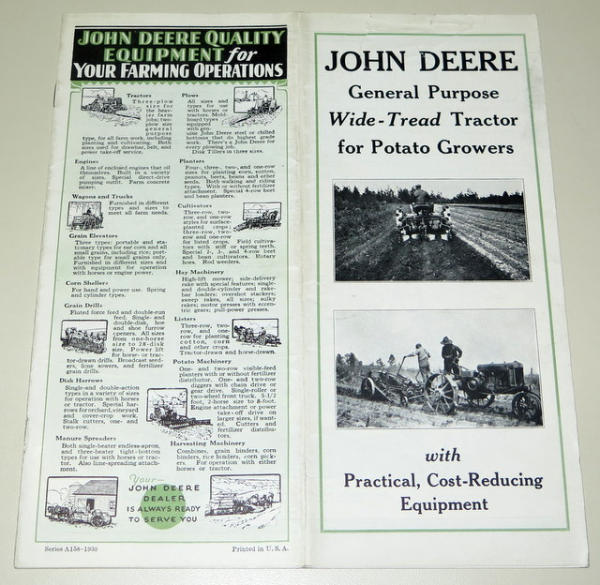 JOHN DEERE QUALITY
EQUIPMENT for
YOUR FARMING OPERATIONS
Tractors
Three-plow
size for
the heav-
ier farm
jobs; two-
plow size
general
purpose
type, for all farm work, including
planting and cultivating. Both
sizes used for drawbar, belt, and
power take-off service.
Engines
A line of enclosed engines that oil
themselves. Built in a variety
of sizes. Special direct-drive
pumping outfit. Farm concrete
mixer.
Wagons and Trucks
Furnished in different
types and sizes to
meet all farm needs.
Grain Elevators
Three types: portable and sta-
tionary types for ear corn and all
small grains, including rice; port-
able type for small grains only.
Furnished in different sizes and
with equipment for operation
with horses or engine power.
Corn Shellers
For hand and power use. Spring
and cylinder types.
Grain Drills
Fluted force feed and double-run
feed. Single- and
double-disk, hoe
and shoe furrow
openers. All sizes
from one-horse
size to 28-disk
size. Power lift
for horse- or trac-
tor-drawn drills. Broadcast seed-
ers, lime sowers, and fertilizer
grain drills.
Disk Harrows
Single-and double-action
types in a variety of sizes
for operation with horses
or tractor. Special har-
rows for orchard, vineyard
and cover-crop work.
Stalk cutters, one- and
two-row.
Manure Spreaders
Both single-beater endless-apron,
and three-beater tight-bottom
types for use with horses or trac-
tor. Also lime-spreading attach-
ment.
Plows
All sizes and
types for use
with horses or
tractors. Mold-
board types
equipped
with gen-
uine John Deere steel or chilled
bottoms that do highest grade
work. There's a John Deere for
every plowing job.
Disk Tillers in three sizes.
Planters
Four-, three-, two-, and one-row
sizes for planting corn, cotton,
peanuts, beets, beans and other
seeds. Both walking and riding
types. With or without fertilizer
attachment. Special 4-row beet
and bean planters.
Cultivators
Three-row, two-
row, and one-row
styles for surface-
planted crops;
three-row, two-
row and one-row
for listed crops. Field cultiva-
tors with stiff or spring teeth.
Special 2-, 3-, and 4-row beet
and bean cultivators. Rotary
hoes. Rod weeders.
Hay Machinery
High-lift mower; side-delivery
rake with special features; single-
and double-cylinder and rake-
bar loaders; overshot stackers;
sweep rakes, all sizes; sulky
rakes; motor presses with eccen-
tric gears; pull-power presses.
Listers
Three-row, two-
row, and one-
row for planting
cotton, corn
and other crops.
Tractor-drawn and horse-drawn.
Potato Machinery
One- and two-row visible-feed
planters with or without fertilizer
distributor. One- and two-row
diggers with chain drive or
gear drive. Single-roller or
two-wheel front truck. 5-1/2
foot, 2-horse size to 8-foot.
Engine attachment or power
take-off drive on
larger sizes, if want-
ed. Cutters and
fertilizer distribu-
tors.
Harvesting Machinery
Combines, grain binders, corn
binders, rice binders, corn pick-
ers. For operation with either
horses or tractor.
Your
JOHN DEERE
DEALER
IS ALWAYS READY
TO SERVE YOU
Series A158-1930
Printed in U. S. A.
JOHN DEERE
General Purpose
Wide-Tread Tractor
for Potato Growers
with
Practical, Cost-Reducing
Equipment